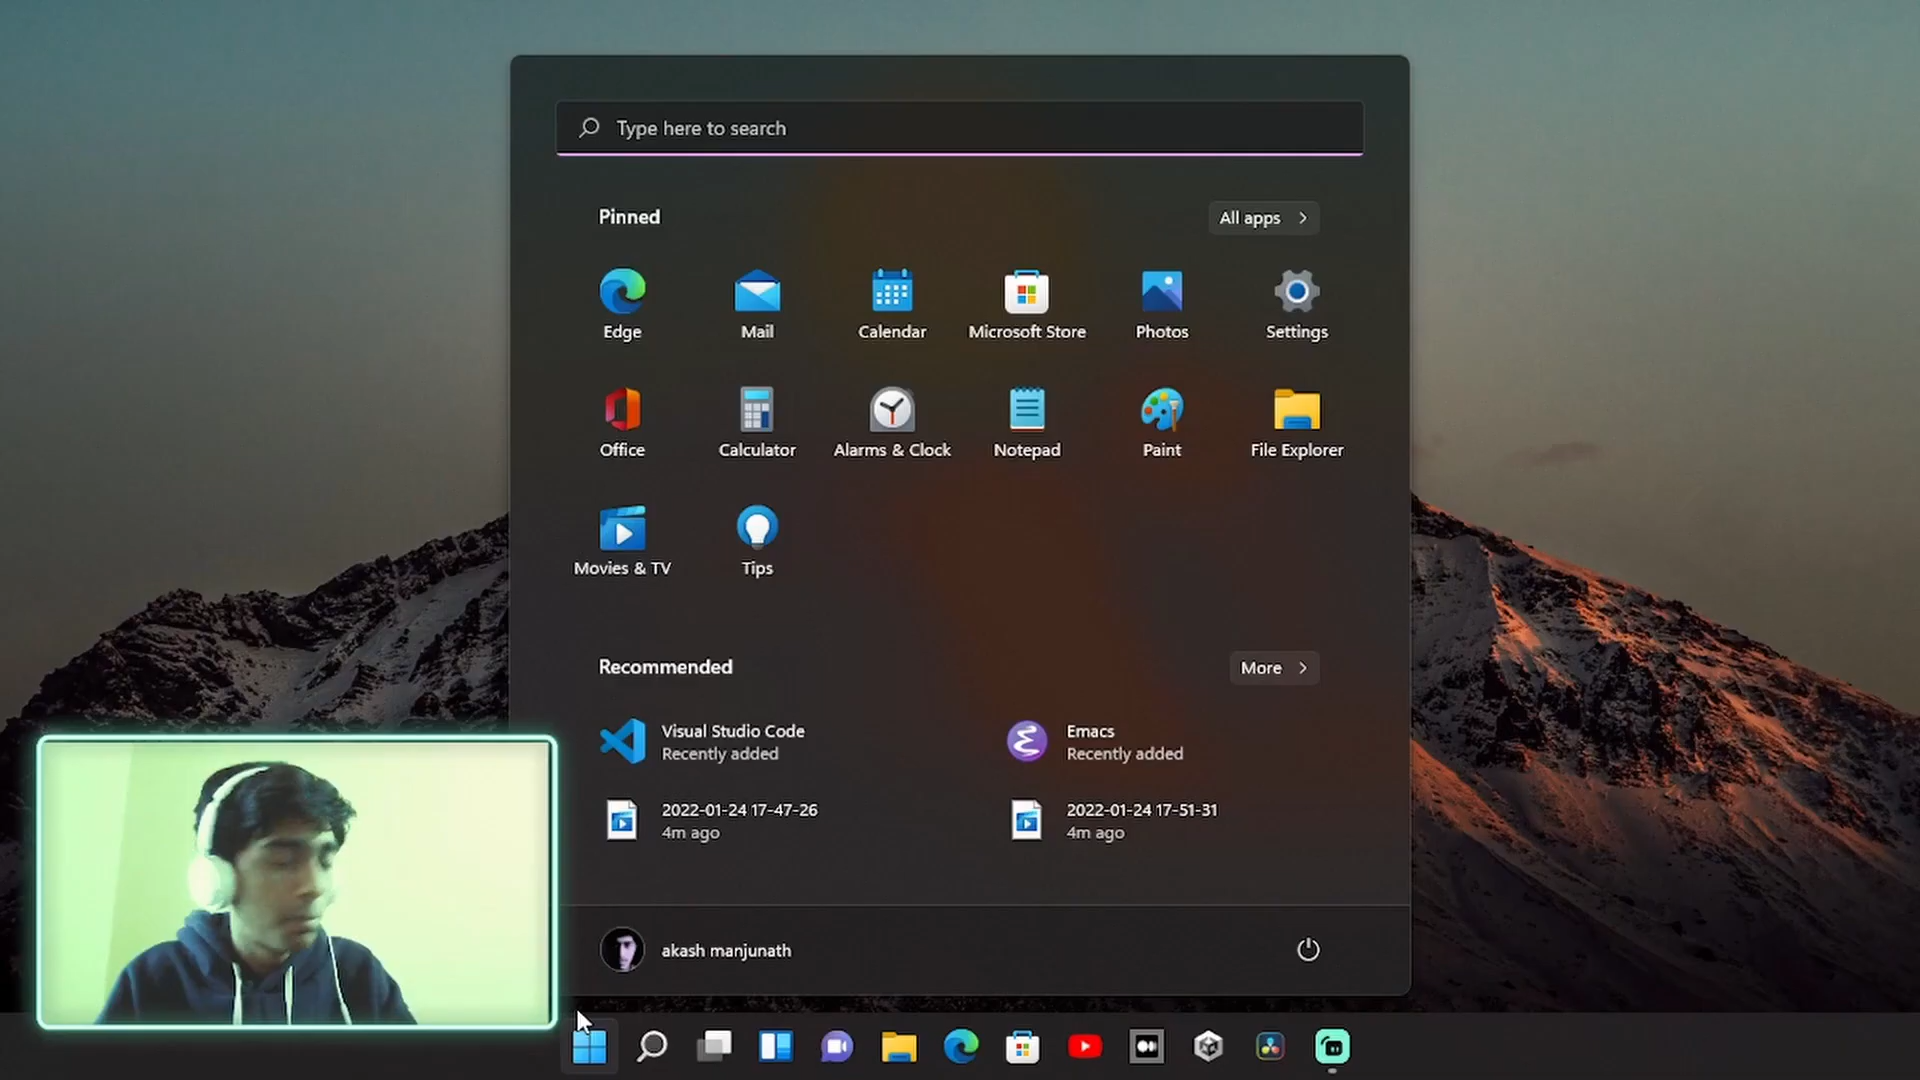 Type here to search
Pinned
All apps
Edge
Mail
Calendar
Microsoft Store
Photos
Settings
Office
Calculator
Alarms & Clock
Notepad
Paint
File Explorer
Movies & TV
Tips
Recommended
More
Visual Studio Code
Recently added
Emacs
Recently added
2022-01-24 17-47-26
4m ago
2022-01-24 17-51-31
4m ago
akash manjunath